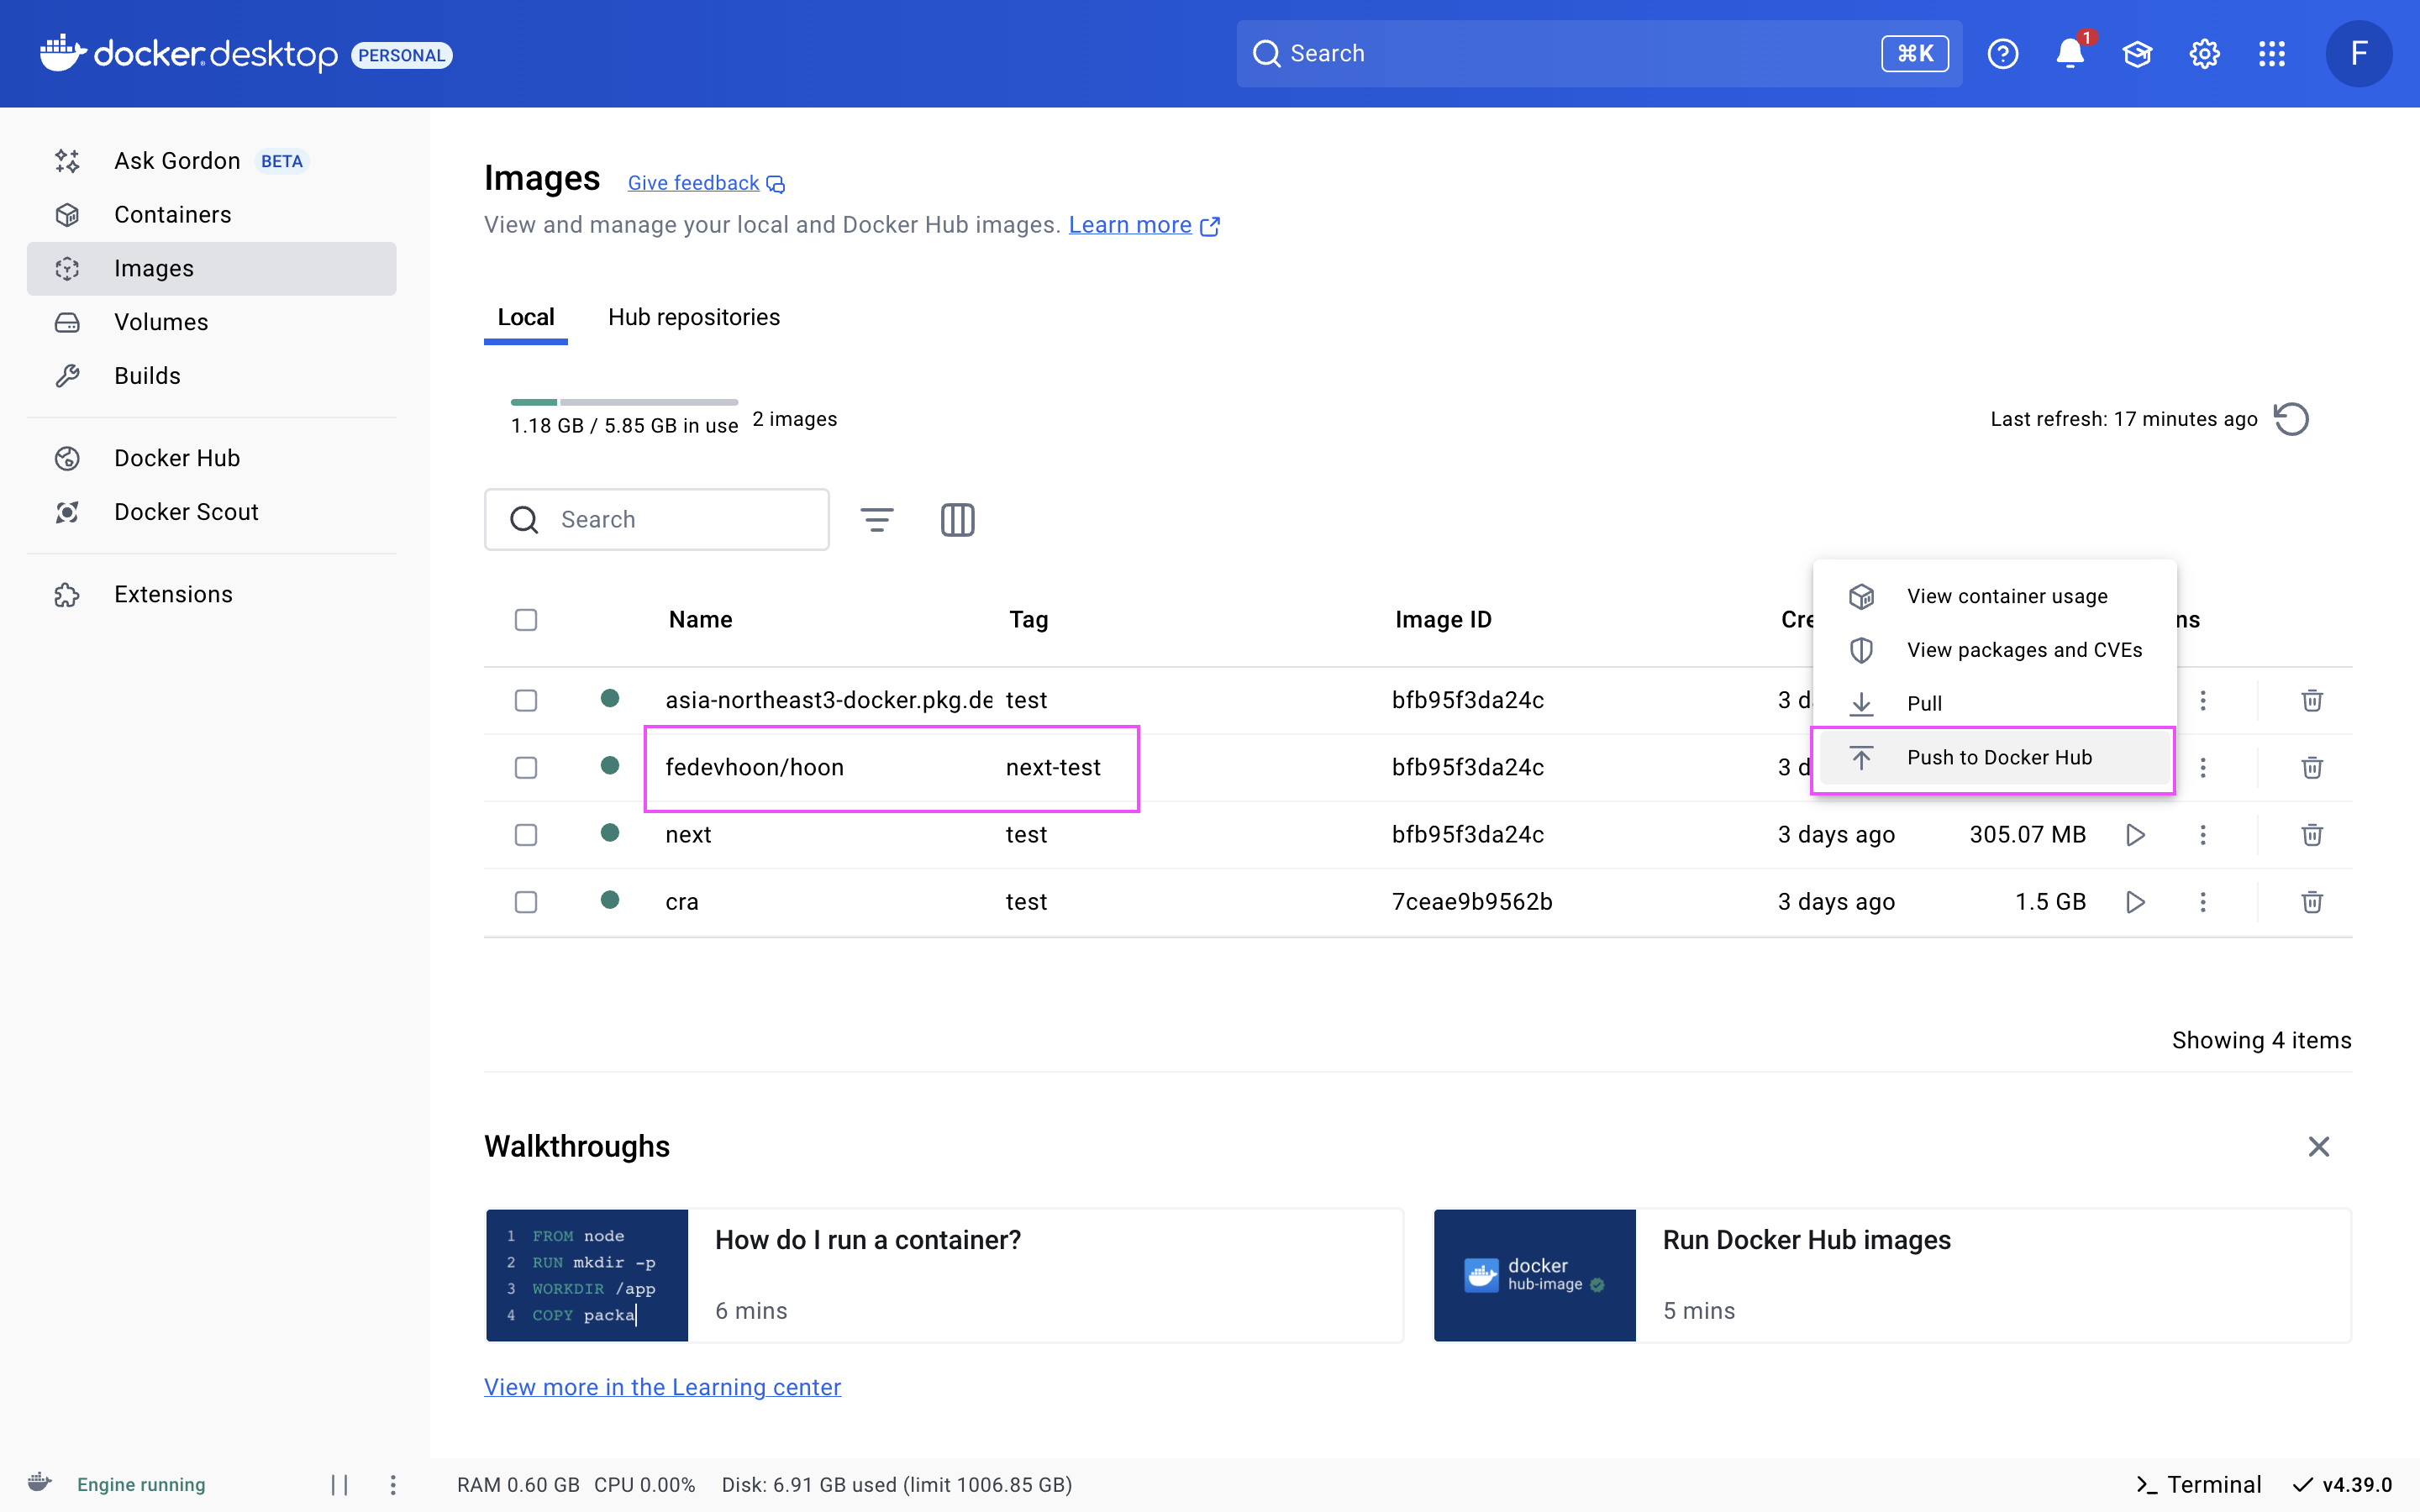 docker desktop PERSONAL
Search ⌘K
1
F
Ask Gordon BETA
Containers
Images
Volumes
Builds
Docker Hub
Docker Scout
Extensions
Images Give feedback
View and manage your local and Docker Hub images. Learn more
Local Hub repositories
1.18 GB / 5.85 GB in use 2 images
Last refresh: 17 minutes ago
Search
Name Tag Image ID Cre ns
asia-northeast3-docker.pkg.de test bfb95f3da24c 3 d
fedevhoon/hoon next-test bfb95f3da24c 3 d
next test bfb95f3da24c 3 days ago 305.07 MB
cra test 7ceae9b9562b 3 days ago 1.5 GB
View container usage
View packages and CVEs
Pull
Push to Docker Hub
Showing 4 items
Walkthroughs
1 FROM node
2 RUN mkdir -p
3 WORKDIR /app
4 COPY packa
How do I run a container?
6 mins
docker
hub-image
Run Docker Hub images
5 mins
View more in the Learning center
Engine running
RAM 0.60 GB CPU 0.00% Disk: 6.91 GB used (limit 1006.85 GB)
>_ Terminal v4.39.0